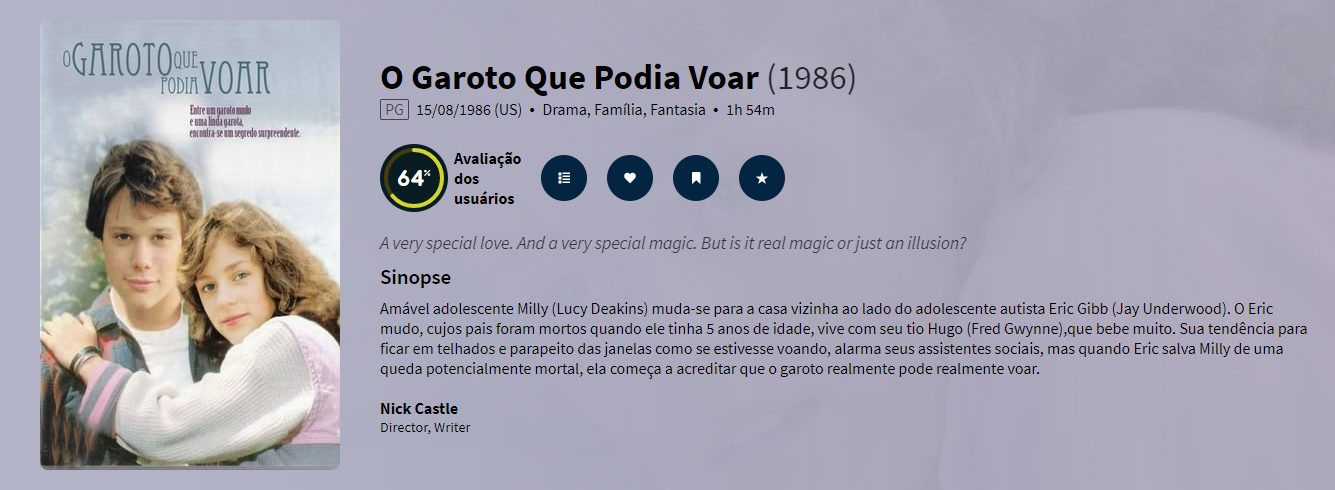 O GAROTO QUE
PODIA VOAR
Entre um garoto mudo
e uma linda garota,
encontra-se um segredo surpreendente.
O Garoto Que Podia Voar (1986)
PG 15/08/1986 (US) • Drama, Família, Fantasia • 1h 54m
64%
Avaliação
dos
usuários
A very special love. And a very special magic. But is it real magic or just an illusion?
Sinopse
Amável adolescente Milly (Lucy Deakins) muda-se para a casa vizinha ao lado do adolescente autista Eric Gibb (Jay Underwood). O Eric
mudo, cujos pais foram mortos quando ele tinha 5 anos de idade, vive com seu tio Hugo (Fred Gwynne),que bebe muito. Sua tendência para
ficar em telhados e parapeito das janelas como se estivesse voando, alarma seus assistentes sociais, mas quando Eric salva Milly de uma
queda potencialmente mortal, ela começa a acreditar que o garoto realmente pode realmente voar.
Nick Castle
Director, Writer